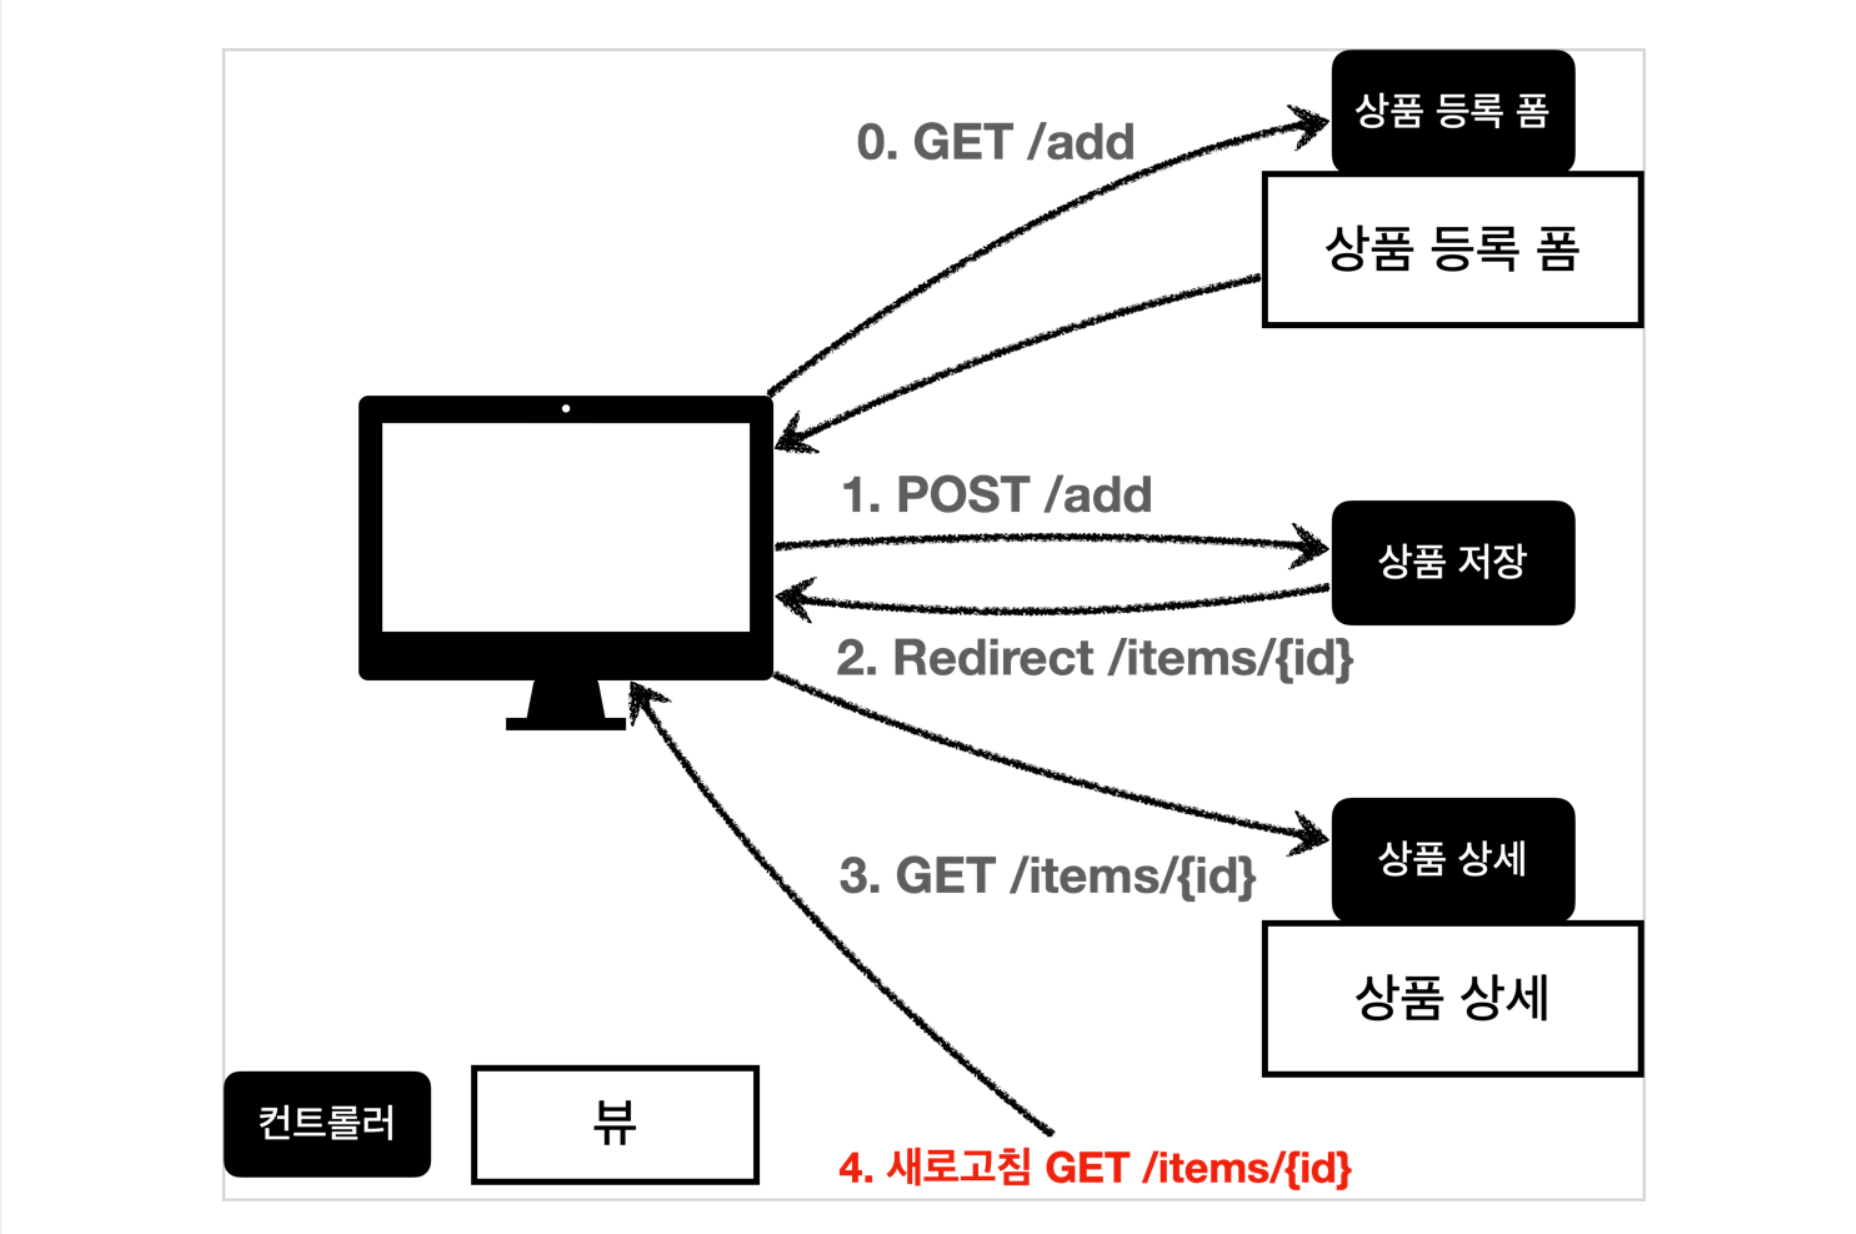 상품 등록 폼
0. GET /add
상품 등록 폼
1. POST /add
상품 저장
2. Redirect /items/{id}
상품 상세
3. GET /items/{id}
상품 상세
컨트롤러
뷰
4. 새로고침 GET /items/{id}